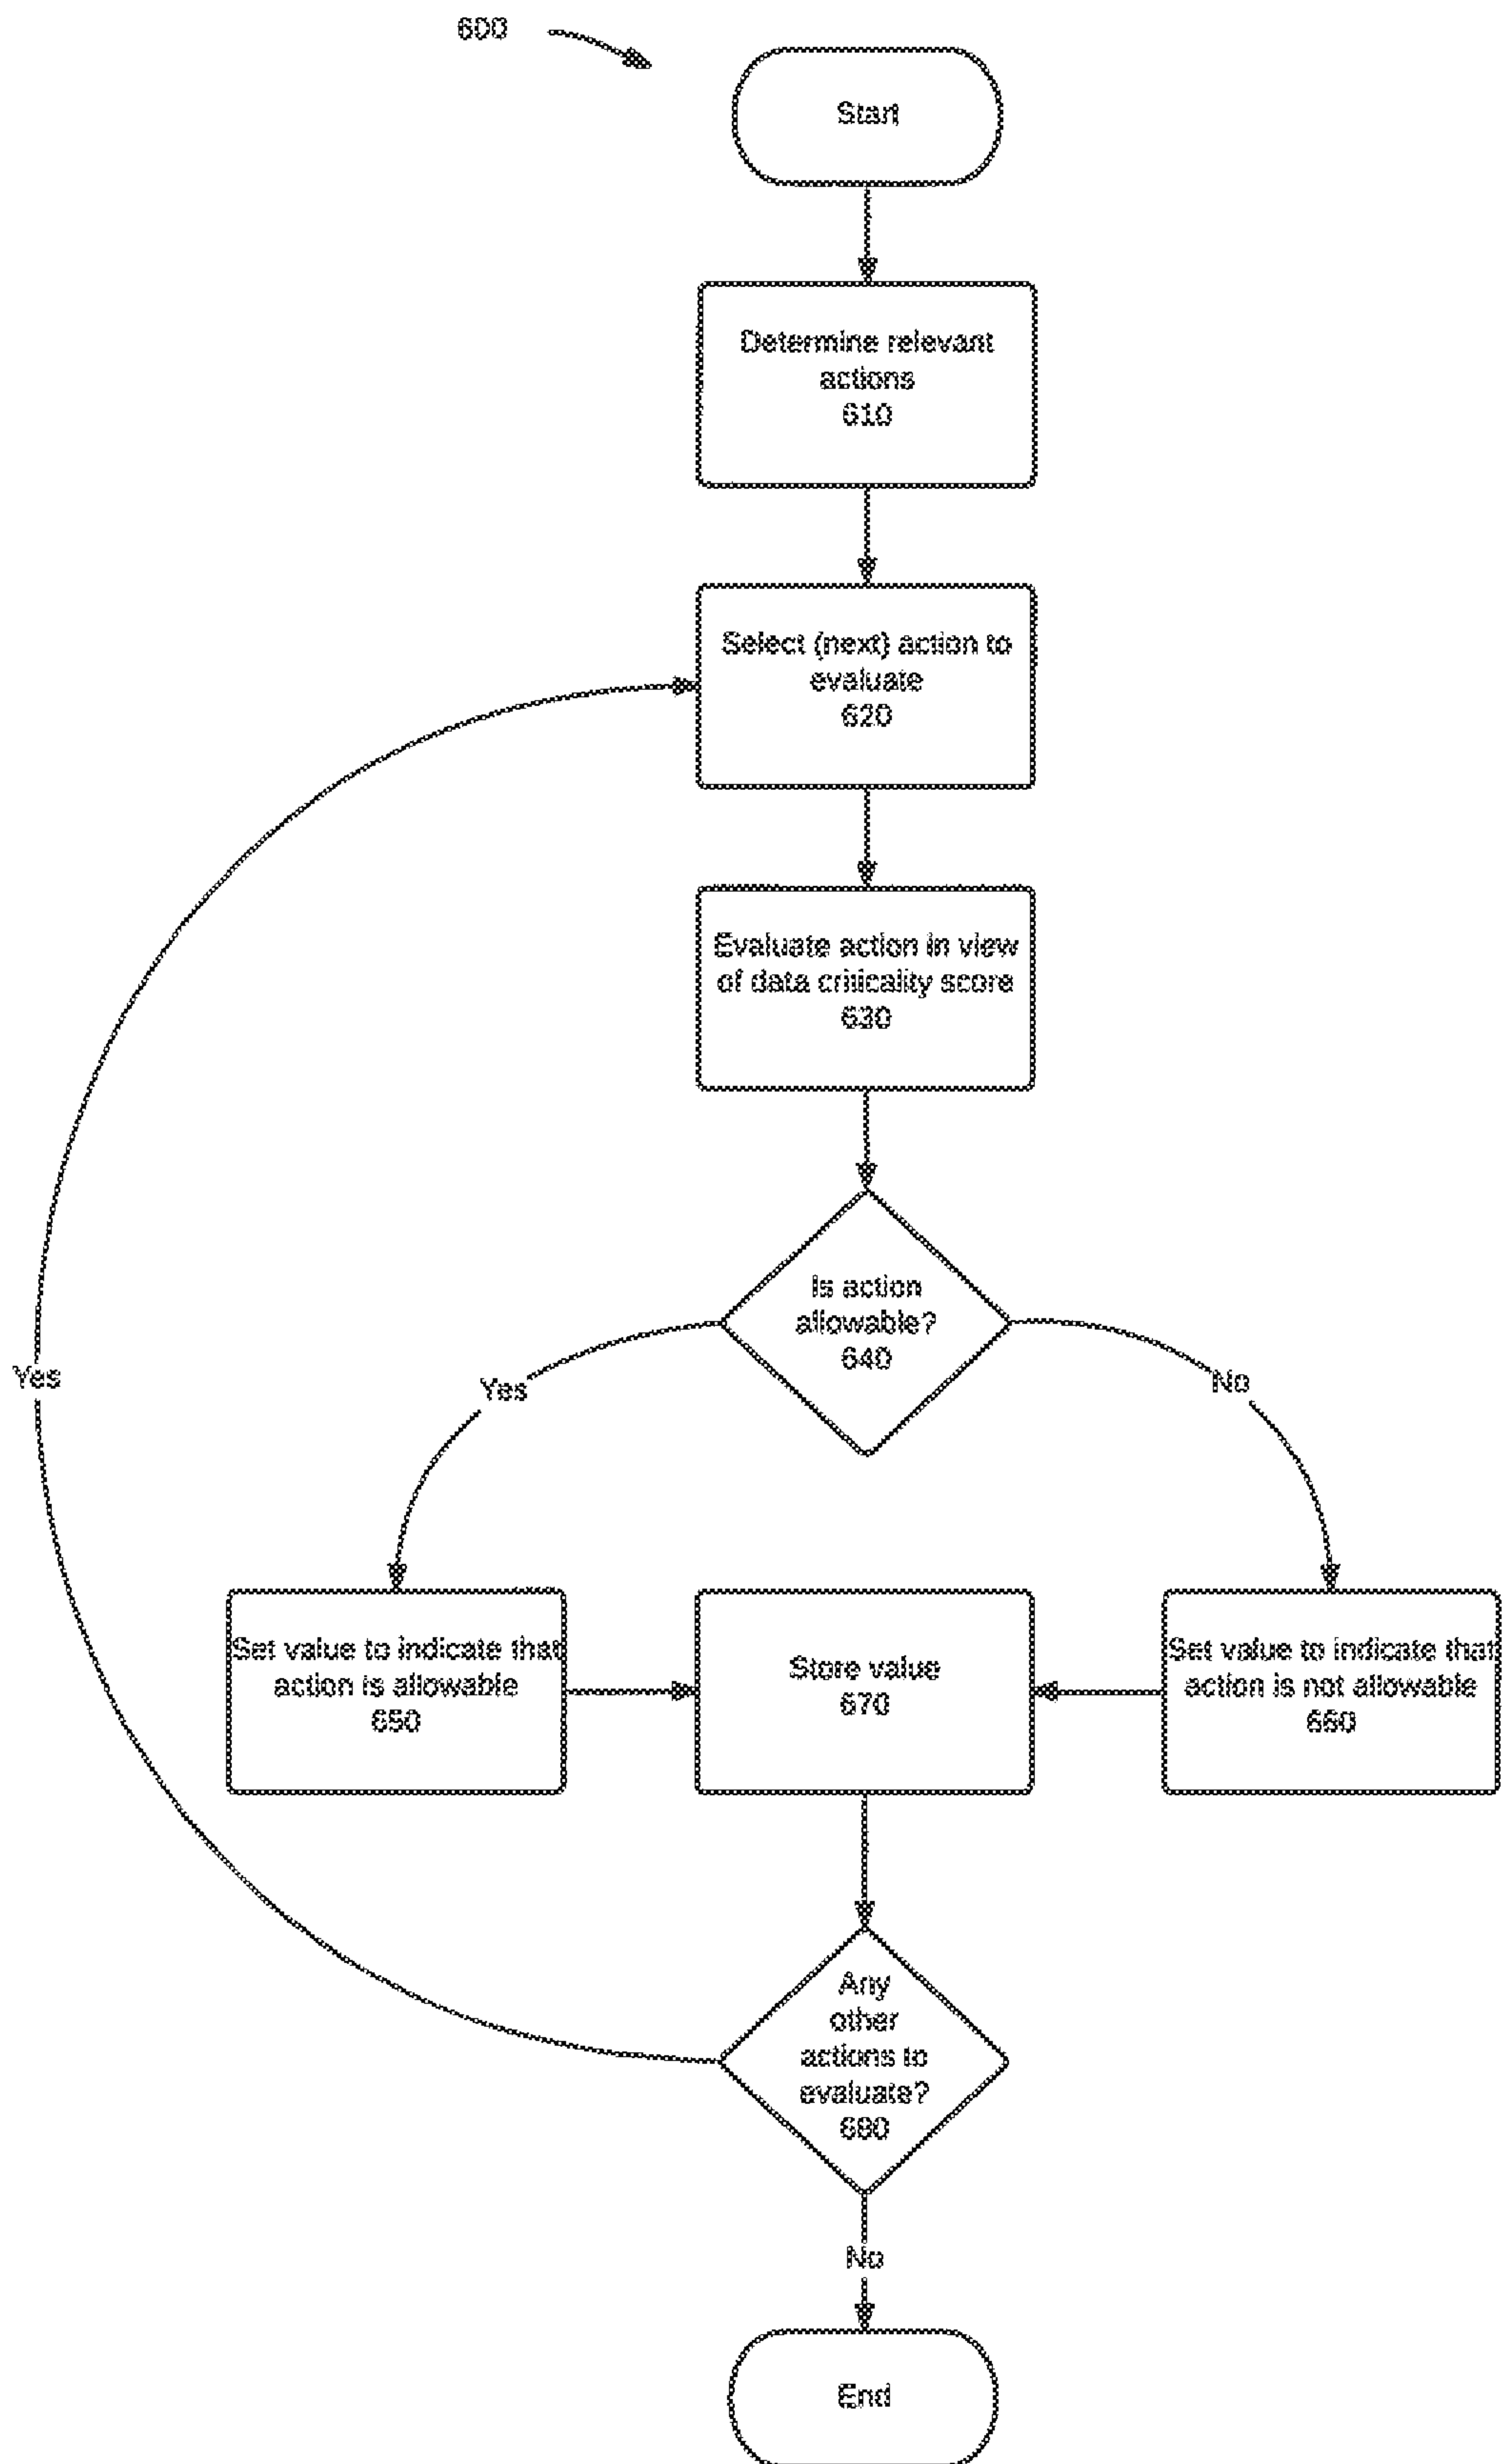 600
Start
Determine relevant
actions
610
Select (next) action to
evaluate
620
Evaluate action in view
of data criticality score
630
Is action
allowable?
640
Yes
Yes
No
Set value to indicate that
action is allowable
650
Store value
670
Set value to indicate that
action is not allowable
660
Any
other
actions to
evaluate?
680
No
End